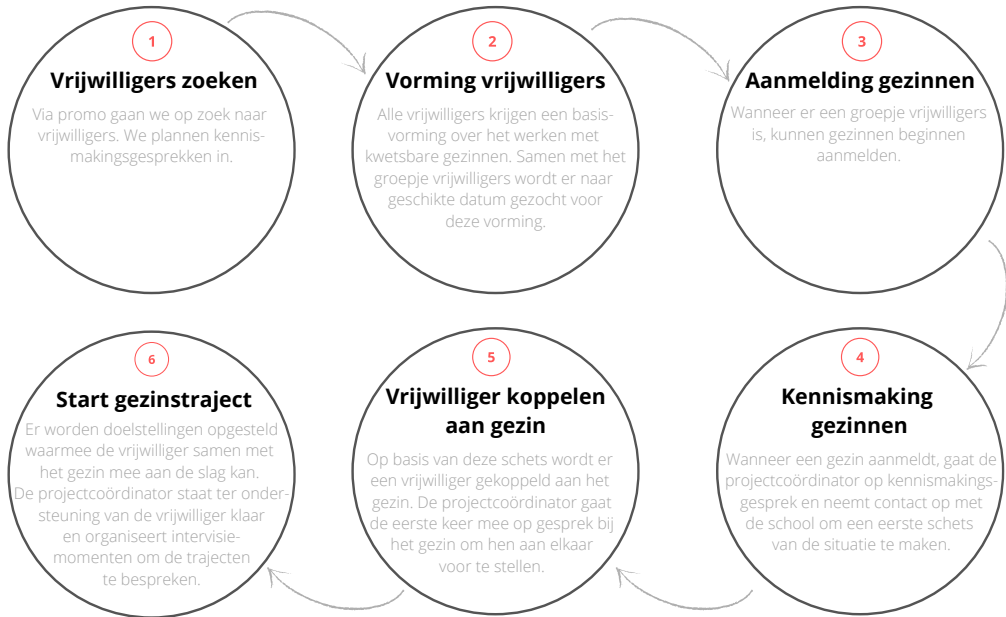 1
Vrijwilligers zoeken
Via promo gaan we op zoek naar
vrijwilligers. We plannen kennis-
makingsgesprekken in.
2
Vorming vrijwilligers
Alle vrijwilligers krijgen een basis-
vorming over het werken met
kwetsbare gezinnen. Samen met het
groepje vrijwilligers wordt er naar
geschikte datum gezocht voor
deze vorming.
3
Aanmelding gezinnen
Wanneer er een groepje vrijwilligers
is, kunnen gezinnen beginnen
aanmelden.
4
Kennismaking
gezinnen
Wanneer een gezin aanmeldt, gaat de
projectcoördinator op kennismakings-
gesprek en neemt contact op met
de school om een eerste schets
van de situatie te maken.
5
Vrijwilliger koppelen
aan gezin
Op basis van deze schets wordt er
een vrijwilliger gekoppeld aan het
gezin. De projectcoördinator gaat
de eerste keer mee op gesprek bij
het gezin om hen aan elkaar
voor te stellen.
6
Start gezinstraject
Er worden doelstellingen opgesteld
waarmee de vrijwilliger samen met
het gezin mee aan de slag kan.
De projectcoördinator staat ter onder-
steuning van de vrijwilliger klaar
en organiseert intervisie-
momenten om de trajecten
te bespreken.